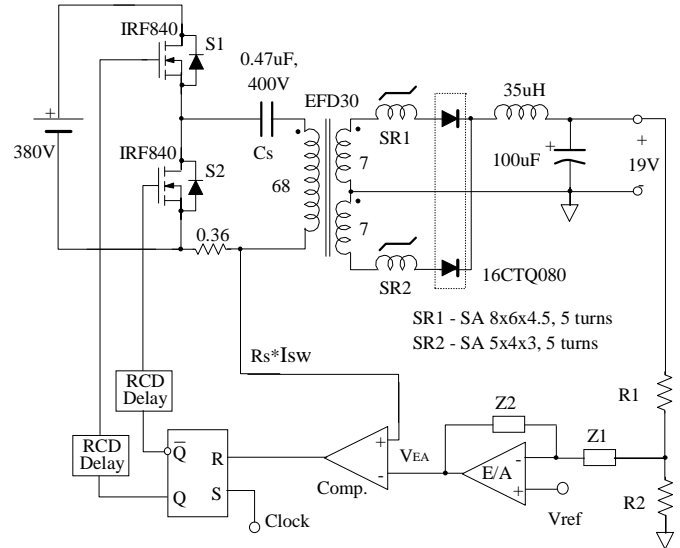 IRF840
S1
0.47uF,
400V
Cs
EFD30
SR1
35uH
+
380V
IRF840
S2
68
7
7
+
100uF
+
19V
-
0.36
SR2
16CTQ080
SR1 - SA 8x6x4.5, 5 turns
SR2 - SA 5x4x3, 5 turns
Rs*Isw
RCD
Delay
RCD
Delay
Q̅
Q
R
S
Clock
+
-
Comp.
VEA
Z2
E/A
-
+
Z1
Vref
R1
R2